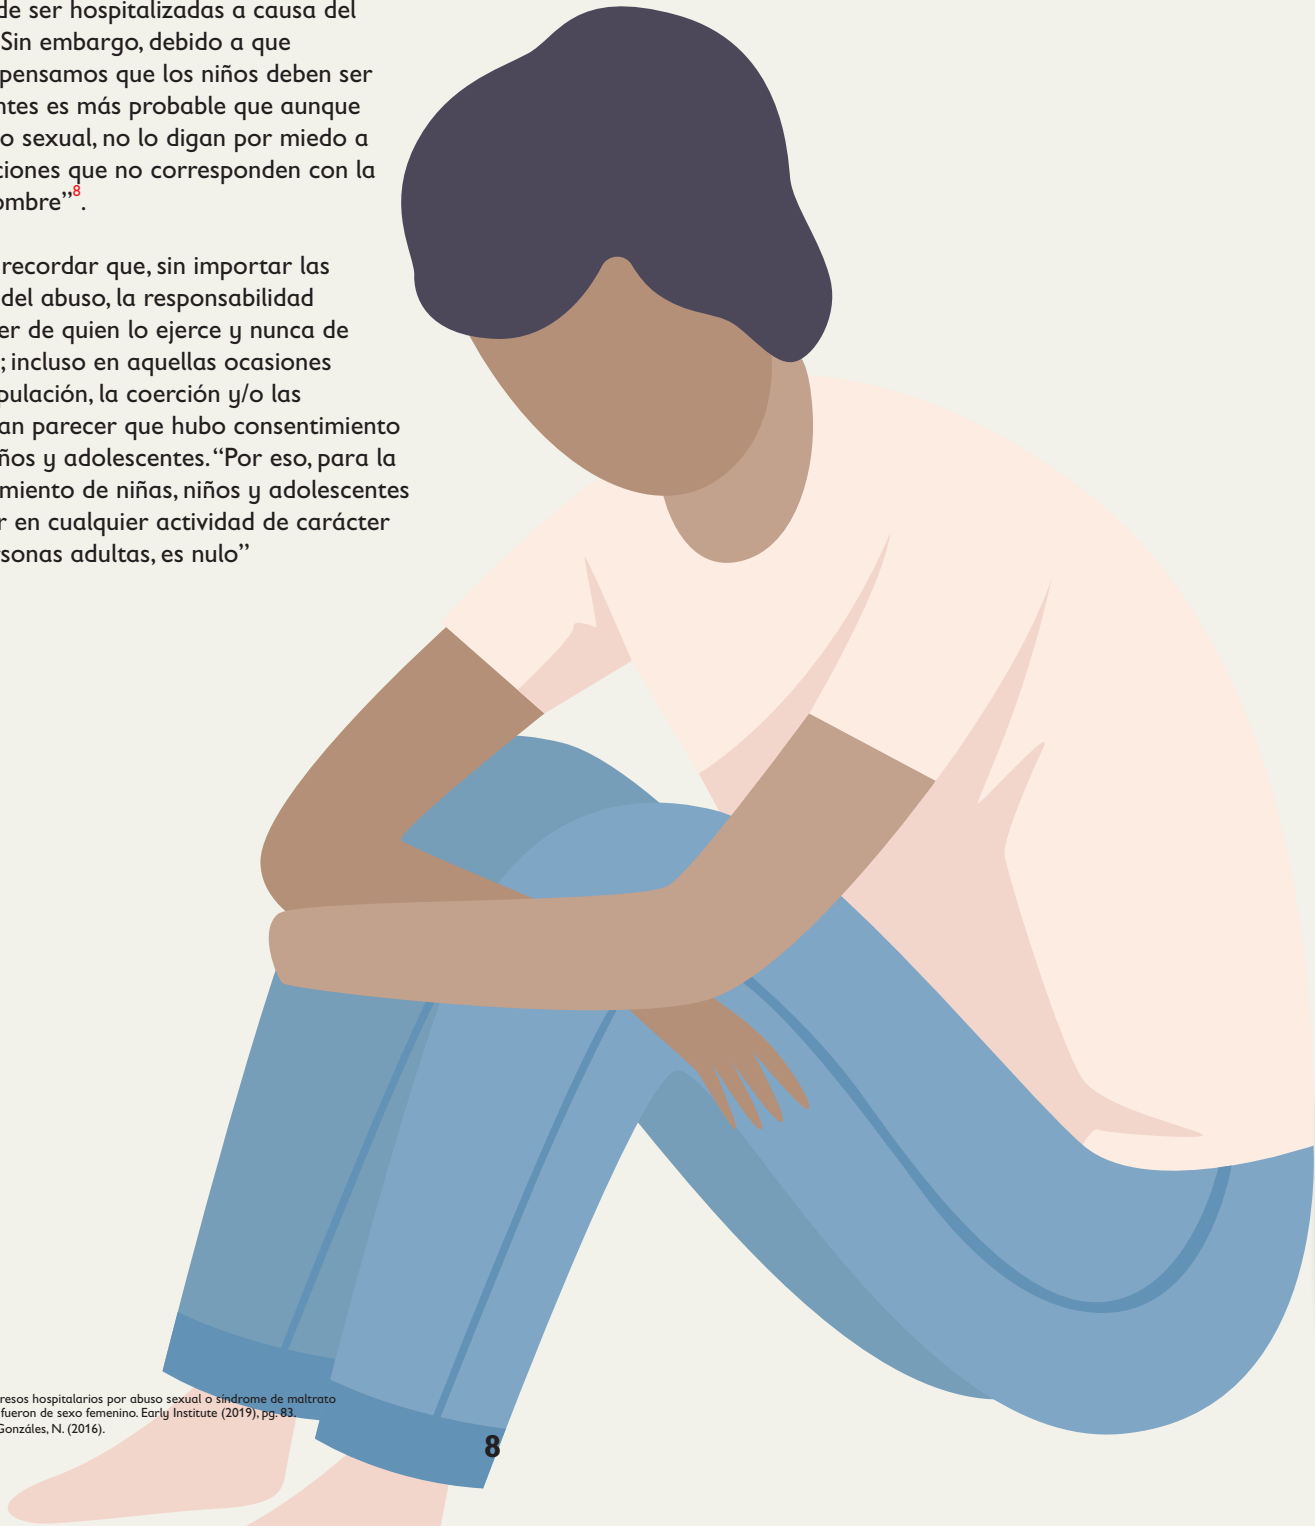 de ser hospitalizadas a causa del
Sin embargo, debido a que
pensamos que los niños deben ser
ntes es más probable que aunque
o sexual, no lo digan por miedo a
ciones que no corresponden con la
ombre”8.
recordar que, sin importar las
del abuso, la responsabilidad
er de quien lo ejerce y nunca de
; incluso en aquellas ocasiones
pulación, la coerción y/o las
an parecer que hubo consentimiento
ños y adolescentes. “Por eso, para la
miento de niñas, niños y adolescentes
r en cualquier actividad de carácter
rsonas adultas, es nulo”
resos hospitalarios por abuso sexual o síndrome de maltrato
fueron de sexo femenino. Early Institute (2019), pg. 83.
Gonzáles, N. (2016).
8